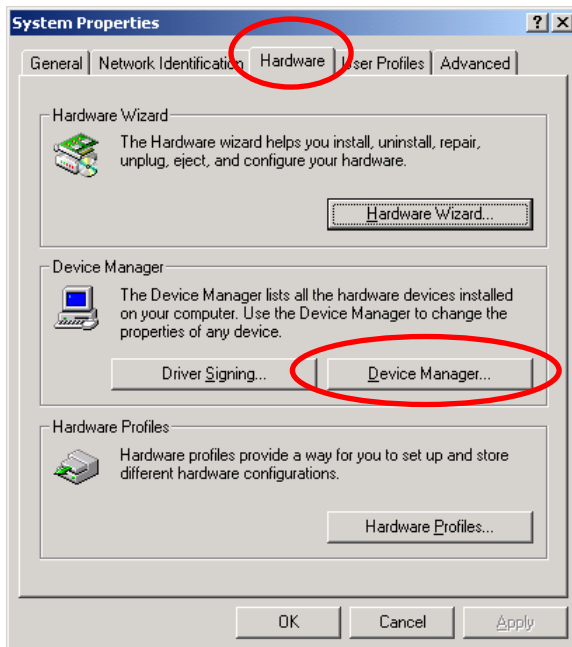 System Properties
General Network Identification Hardware User Profiles Advanced
Hardware Wizard
The Hardware wizard helps you install, uninstall, repair,
unplug, eject, and configure your hardware.
Hardware Wizard...
Device Manager
The Device Manager lists all the hardware devices installed
on your computer. Use the Device Manager to change the
properties of any device.
Driver Signing... Device Manager...
Hardware Profiles
Hardware profiles provide a way for you to set up and store
different hardware configurations.
Hardware Profiles...
OK Cancel Apply